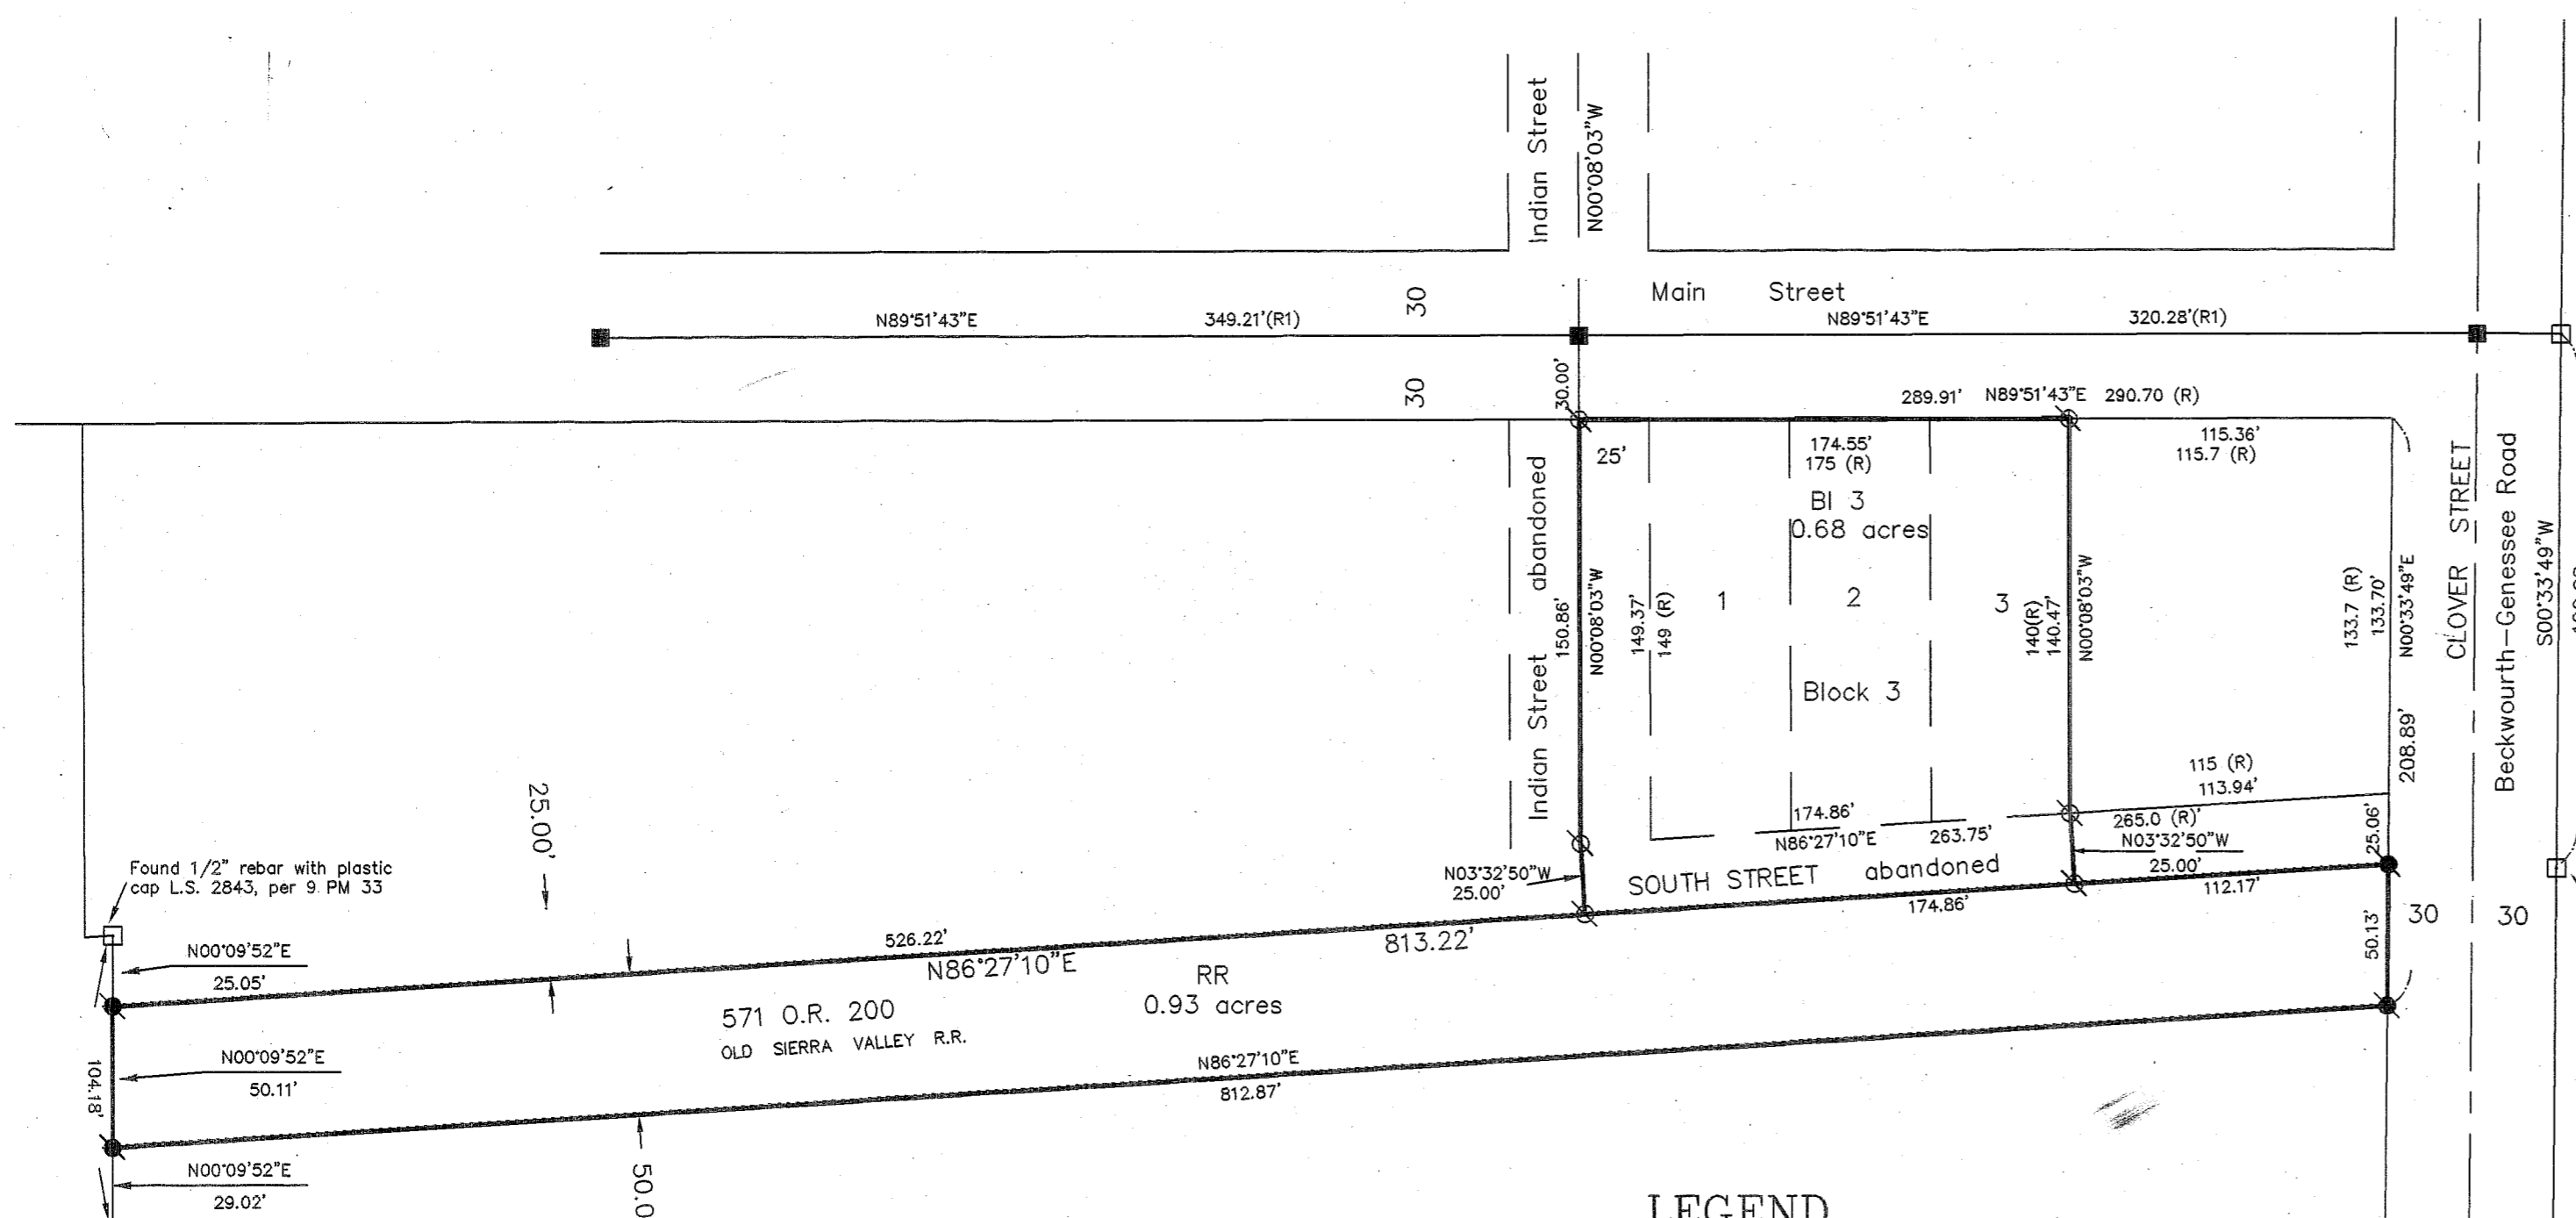 Indian Street
N00°08'03"W
Main Street
30
N89°51'43"E
349.21'(R1)
N89°51'43"E
320.28'(R1)
30
30.00'
289.91'
N89°51'43"E
290.70 (R)
25'
174.55'
175 (R)
115.36'
115.7 (R)
Bl 3
0.68 acres
Indian Street abandoned
150.86'
N00°08'03"W
149.37'
149 (R)
1
2
3
140(R)
140.47'
N00°08'03"W
133.7 (R)
133.70'
N00°33'49"E
208.89'
CLOVER STREET
Beckwourth-Genessee Road
S00°33'49"W
Block 3
115 (R)
113.94'
174.86'
N86°27'10"E
263.75'
265.0 (R)'
25.06'
N03°32'50"W
25.00'
N03°32'50"W
25.00'
SOUTH STREET abandoned
174.86'
112.17'
50.13'
30
30
25.00'
Found 1/2" rebar with plastic
cap L.S. 2843, per 9 PM 33
N00°09'52"E
25.05'
526.22'
N86°27'10"E
813.22'
RR
0.93 acres
571 O.R. 200
OLD SIERRA VALLEY R.R.
N00°09'52"E
50.11'
104.18'
N86°27'10"E
812.87'
N00°09'52"E
29.02'
50.0
LEGEND